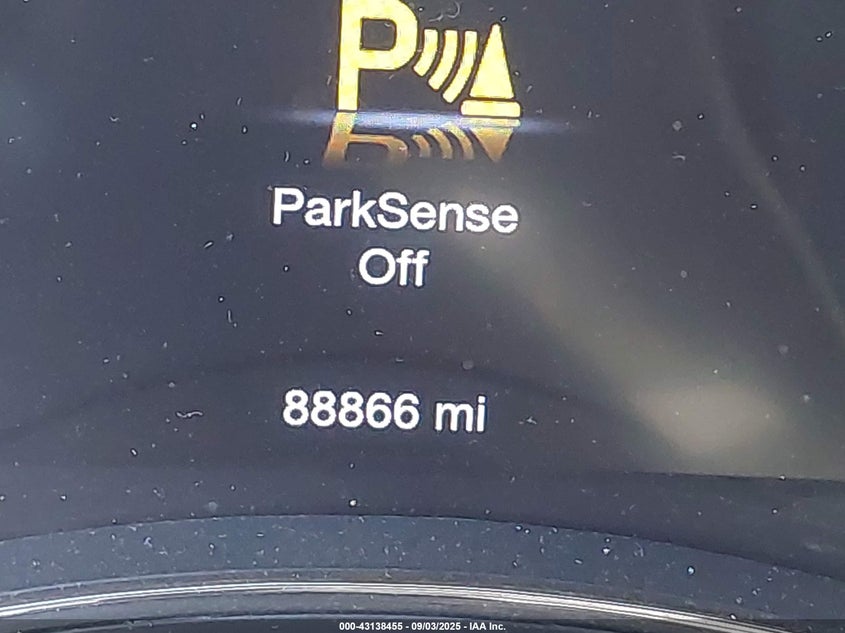 P
ParkSense
Off
88866 mi
000-43138455 - 09/03/2025 - IAA Inc.